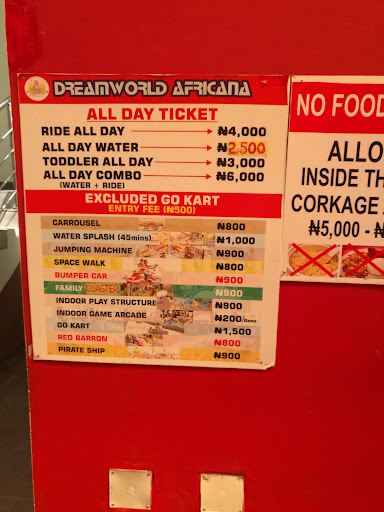 DREAMWORLD AFRICANA
ALL DAY TICKET
RIDE ALL DAY ₦4,000
ALL DAY WATER ₦2,500
TODDLER ALL DAY ₦3,000
ALL DAY COMBO ₦6,000
(WATER + RIDE)
EXCLUDED GO KART
ENTRY FEE (₦500)
CARROUSEL ₦800
WATER SPLASH (45mins) ₦1,000
JUMPING MACHINE ₦900
SPACE WALK ₦800
BUMPER CAR ₦900
FAMILY COASTER ₦900
INDOOR PLAY STRUCTURE ₦900
INDOOR GAME ARCADE ₦200/Game
GO KART ₦1,500
RED BARRON ₦800
PIRATE SHIP ₦900
NO FOOD
ALLO
INSIDE TH
CORKAGE
₦5,000 - ₦